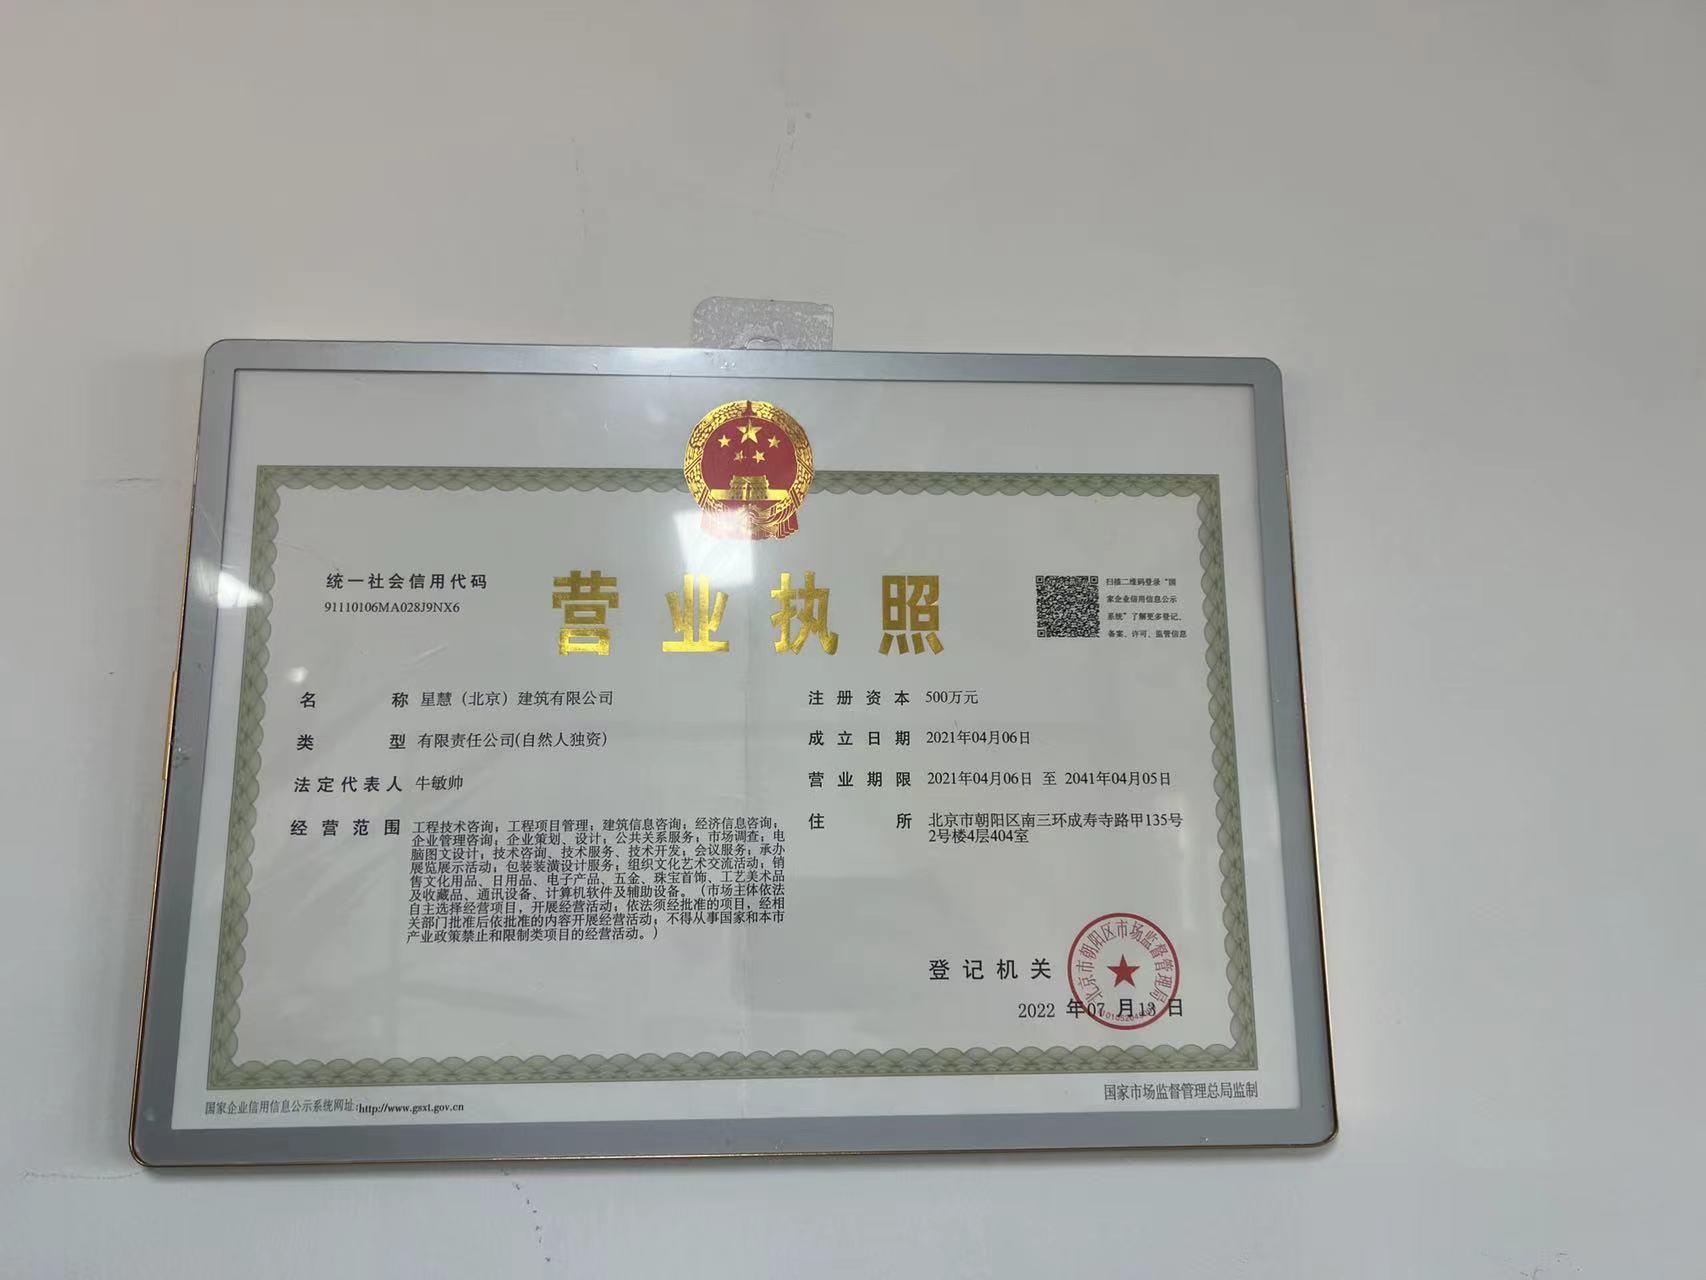 统一社会信用代码
91110106MA028J9NX6
营业执照
扫描二维码登录“国
家企业信用信息公示
系统”了解更多登记、
备案、许可、监管信息
名称 星慧（北京）建筑有限公司
类型 有限责任公司(自然人独资)
法定代表人 牛敏帅
经营范围 工程技术咨询；工程项目管理；建筑信息咨询；经济信息咨询；
企业管理咨询；企业策划、设计；公共关系服务；市场调查；电
脑图文设计；技术咨询、技术服务、技术开发；会议服务；承办
展览展示活动；包装装潢设计服务；组织文化艺术交流活动；销
售文化用品、日用品、电子产品、五金、珠宝首饰、工艺美术品
及收藏品、通讯设备、计算机软件及辅助设备。（市场主体依法
自主选择经营项目，开展经营活动；依法须经批准的项目，经相
关部门批准后依批准的内容开展经营活动；不得从事国家和本市
产业政策禁止和限制类项目的经营活动。）
注册资本 500万元
成立日期 2021年04月06日
营业期限 2021年04月06日 至 2041年04月05日
住所 北京市朝阳区南三环成寿寺路甲135号
2号楼4层404室
登记机关
北京市朝阳区市场监督管理局
2022 年07 月13 日
国家企业信用信息公示系统网址:http://www.gsxt.gov.cn
国家市场监督管理总局监制